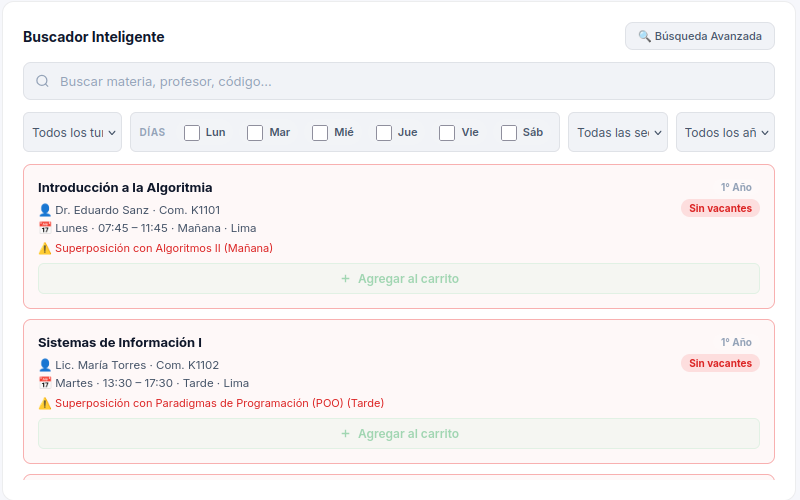 Buscador Inteligente
🔍 Búsqueda Avanzada
Buscar materia, profesor, código...
Todos los tur
DÍAS Lun Mar Mié Jue Vie Sáb
Todas las se
Todos los añ
Introducción a la Algoritmia
1º Año
👤 Dr. Eduardo Sanz · Com. K1101
Sin vacantes
📅 Lunes · 07:45 – 11:45 · Mañana · Lima
⚠️ Superposición con Algoritmos II (Mañana)
+ Agregar al carrito
Sistemas de Información I
1º Año
👤 Lic. María Torres · Com. K1102
Sin vacantes
📅 Martes · 13:30 – 17:30 · Tarde · Lima
⚠️ Superposición con Paradigmas de Programación (POO) (Tarde)
+ Agregar al carrito